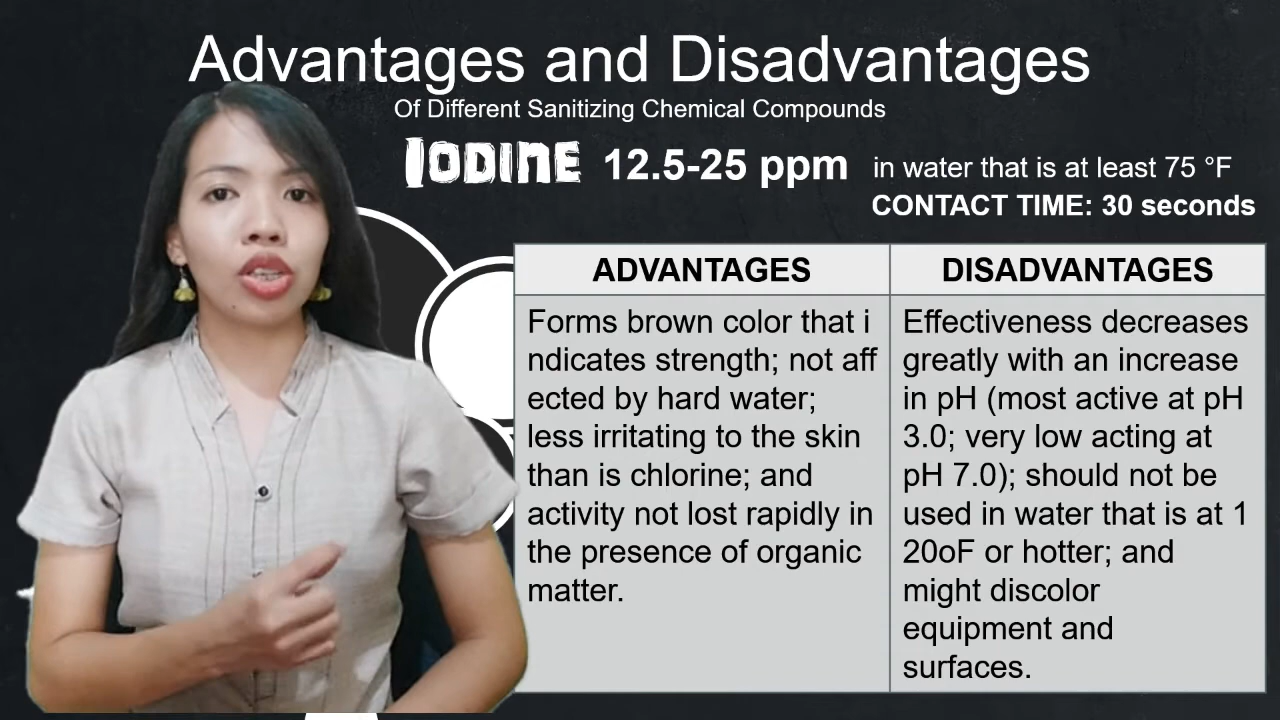 Advantages and Disadvantages
Of Different Sanitizing Chemical Compounds
IODINE 12.5-25 ppm in water that is at least 75 °F
CONTACT TIME: 30 seconds
ADVANTAGES
Forms brown color that i
ndicates strength; not aff
ected by hard water;
less irritating to the skin
than is chlorine; and
activity not lost rapidly in
the presence of organic
matter.
DISADVANTAGES
Effectiveness decreases
greatly with an increase
in pH (most active at pH
3.0; very low acting at
pH 7.0); should not be
used in water that is at 1
20oF or hotter; and
might discolor
equipment and
surfaces.